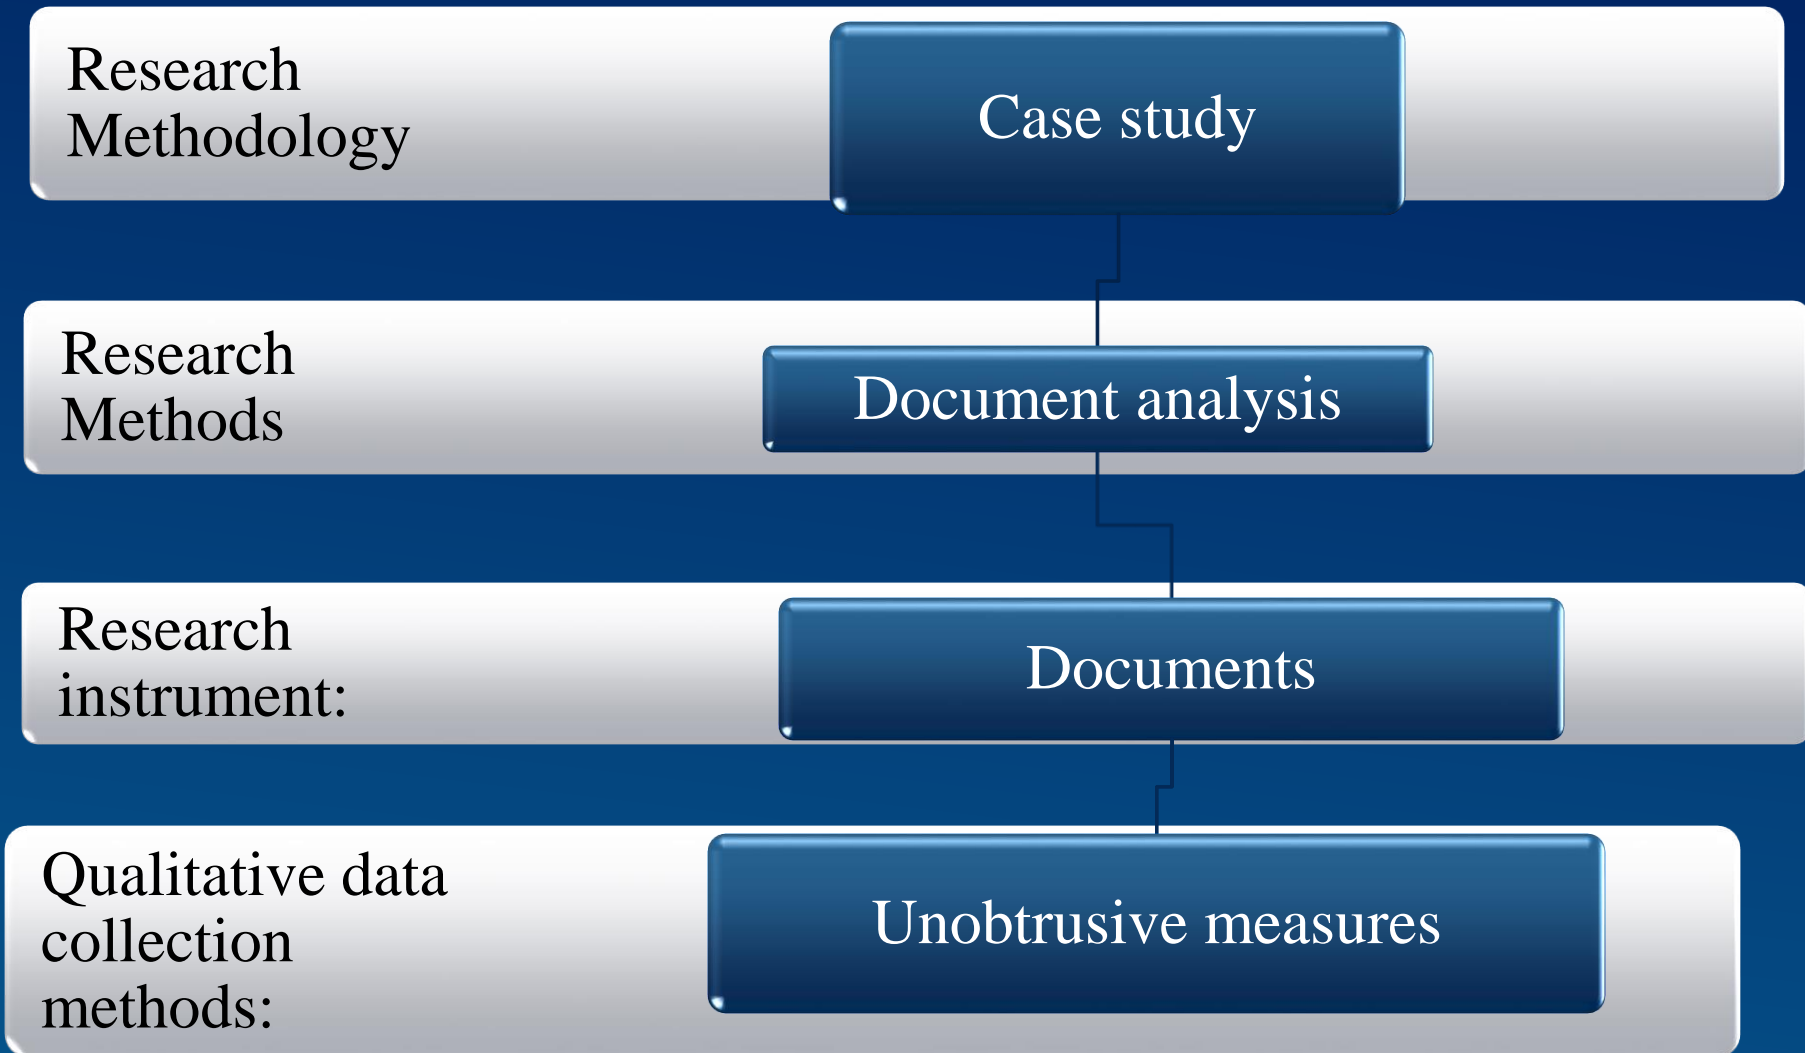 Research
Methodology
Case study
Research
Methods
Document analysis
Research
instrument:
Documents
Qualitative data
collection
methods:
Unobtrusive measures